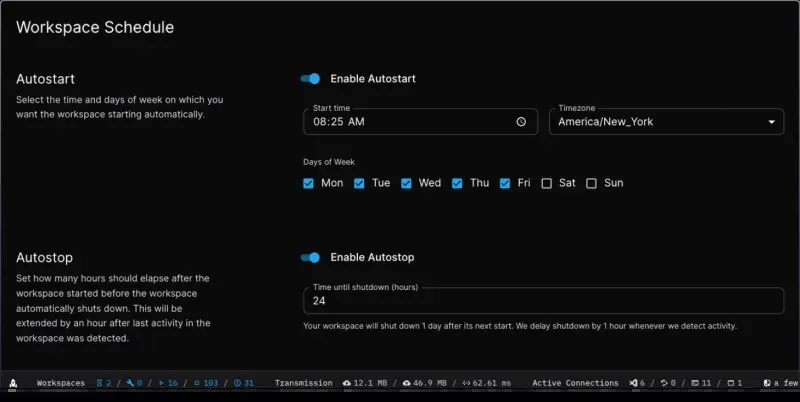 Workspace Schedule
Autostart
Select the time and days of week on which you
want the workspace starting automatically.
Enable Autostart
Start time
08:25 AM
Timezone
America/New_York
Days of Week
Mon Tue Wed Thu Fri Sat Sun
Autostop
Set how many hours should elapse after the
workspace started before the workspace
automatically shuts down. This will be
extended by an hour after last activity in the
workspace was detected.
Enable Autostop
Time until shutdown (hours)
24
Your workspace will shut down 1 day after its next start. We delay shutdown by 1 hour whenever we detect activity.
Workspaces 2 / 0 / 16 / 103 / 31 Transmission 12.1 MB / 46.9 MB / 62.61 ms Active Connections 6 / 0 / 11 / 1 a few